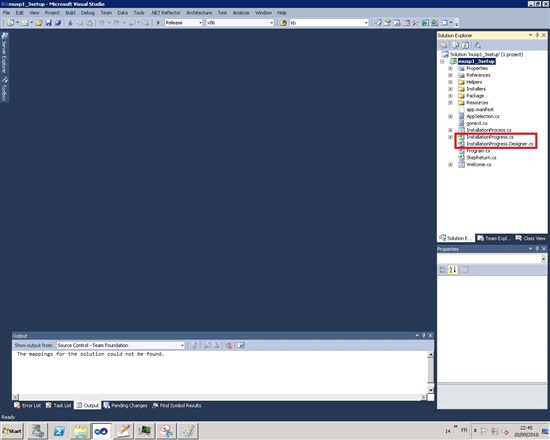 musp1_3setup - Microsoft Visual Studio
File Edit View Project Build Debug Team Data Tools .NET Reflector Architecture Test Analyze Window Help
Release x86 kb
Server Explorer
Toolbox
Solution Explorer
Solution 'musp1_3setup' (1 project)
musp1_3setup
Properties
References
Helpers
Installers
Package
Resources
app.manifest
AppSelection.cs
gonext.cs
InstallationProcess.cs
InstallationProgress.cs
InstallationProgress.Designer.cs
Program.cs
StepReturn.cs
Welcome.cs
Solution E... Team Expl... Class View
Properties
Output
Show output from: Source Control - Team Foundation
The mappings for the solution could not be found.
Error List Task List Output Pending Changes Find Symbol Results
Ready
Start
FR
22:45
20/09/2010